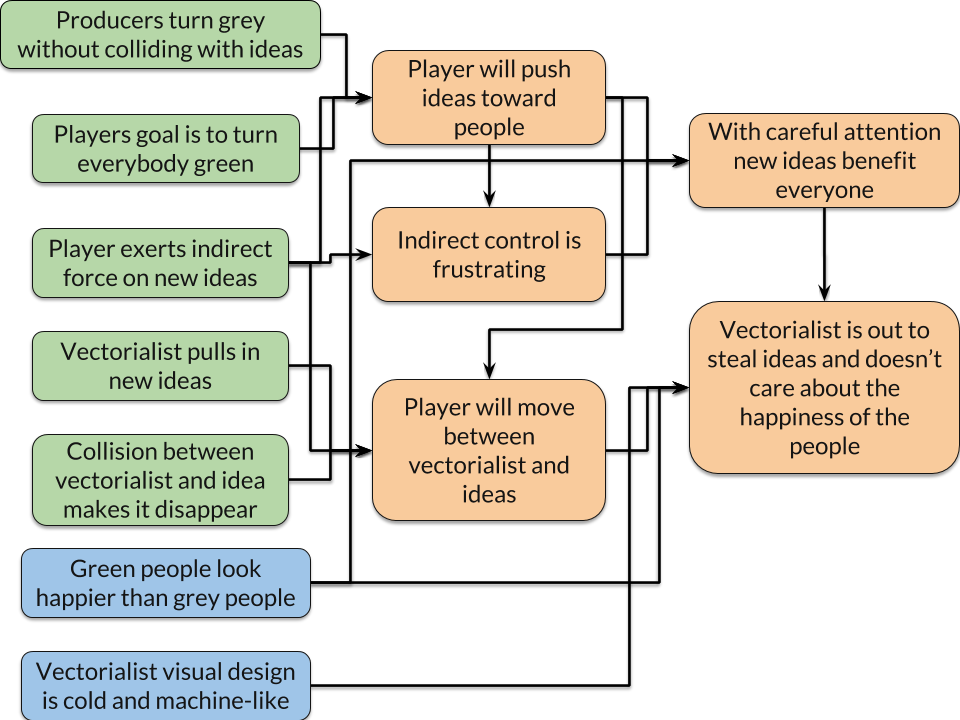 Producers turn grey
without colliding with ideas
Players goal is to turn
everybody green
Player exerts indirect
force on new ideas
Vectorialist pulls in
new ideas
Collision between
vectorialist and idea
makes it disappear
Green people look
happier than grey people
Vectorialist visual design
is cold and machine-like
Player will push
ideas toward
people
Indirect control is
frustrating
Player will move
between
vectorialist and
ideas
With careful attention
new ideas benefit
everyone
Vectorialist is out to
steal ideas and doesn’t
care about the
happiness of the
people